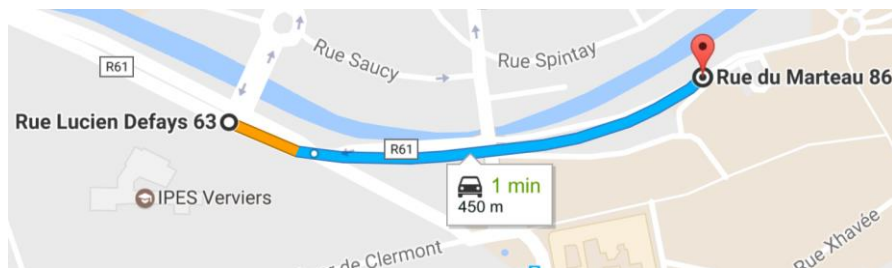 Rue Saucy
Rue Spintay
R61
Rue du Marteau 86
Rue Lucien Defays 63
R61
1 min
450 m
IPES Verviers
de Clermont
Rue Xhavée